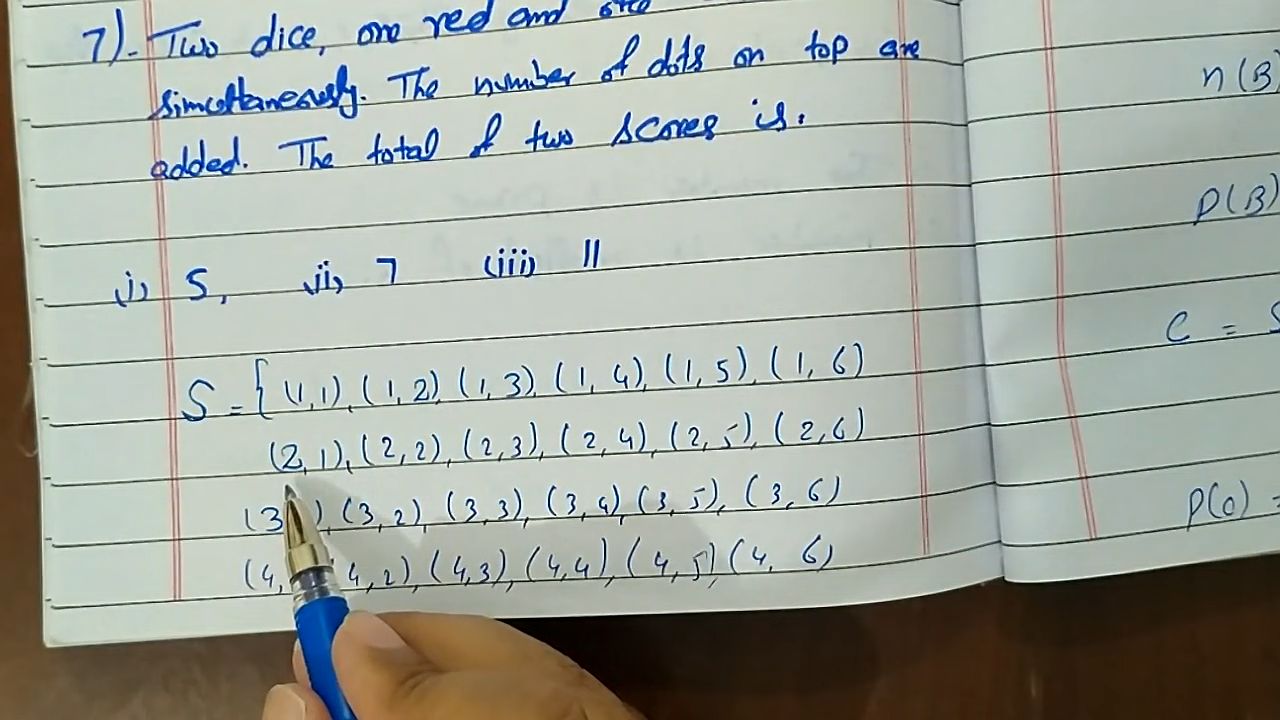 7). Two dice, one red and
simultaneously. The number of dots on top are
added. The total of two scores is.
(i) 5, (ii) 7 (iii) 11
S = { (1,1), (1,2), (1,3), (1,4), (1,5), (1,6)
(2,1), (2,2), (2,3), (2,4), (2,5), (2,6)
(3 ), (3,2), (3,3), (3,4) (3,5), (3,6)
(4, 4,2), (4,3), (4,4), (4,5), (4, 6)
n(B)
P(B)
C =
P(C) =